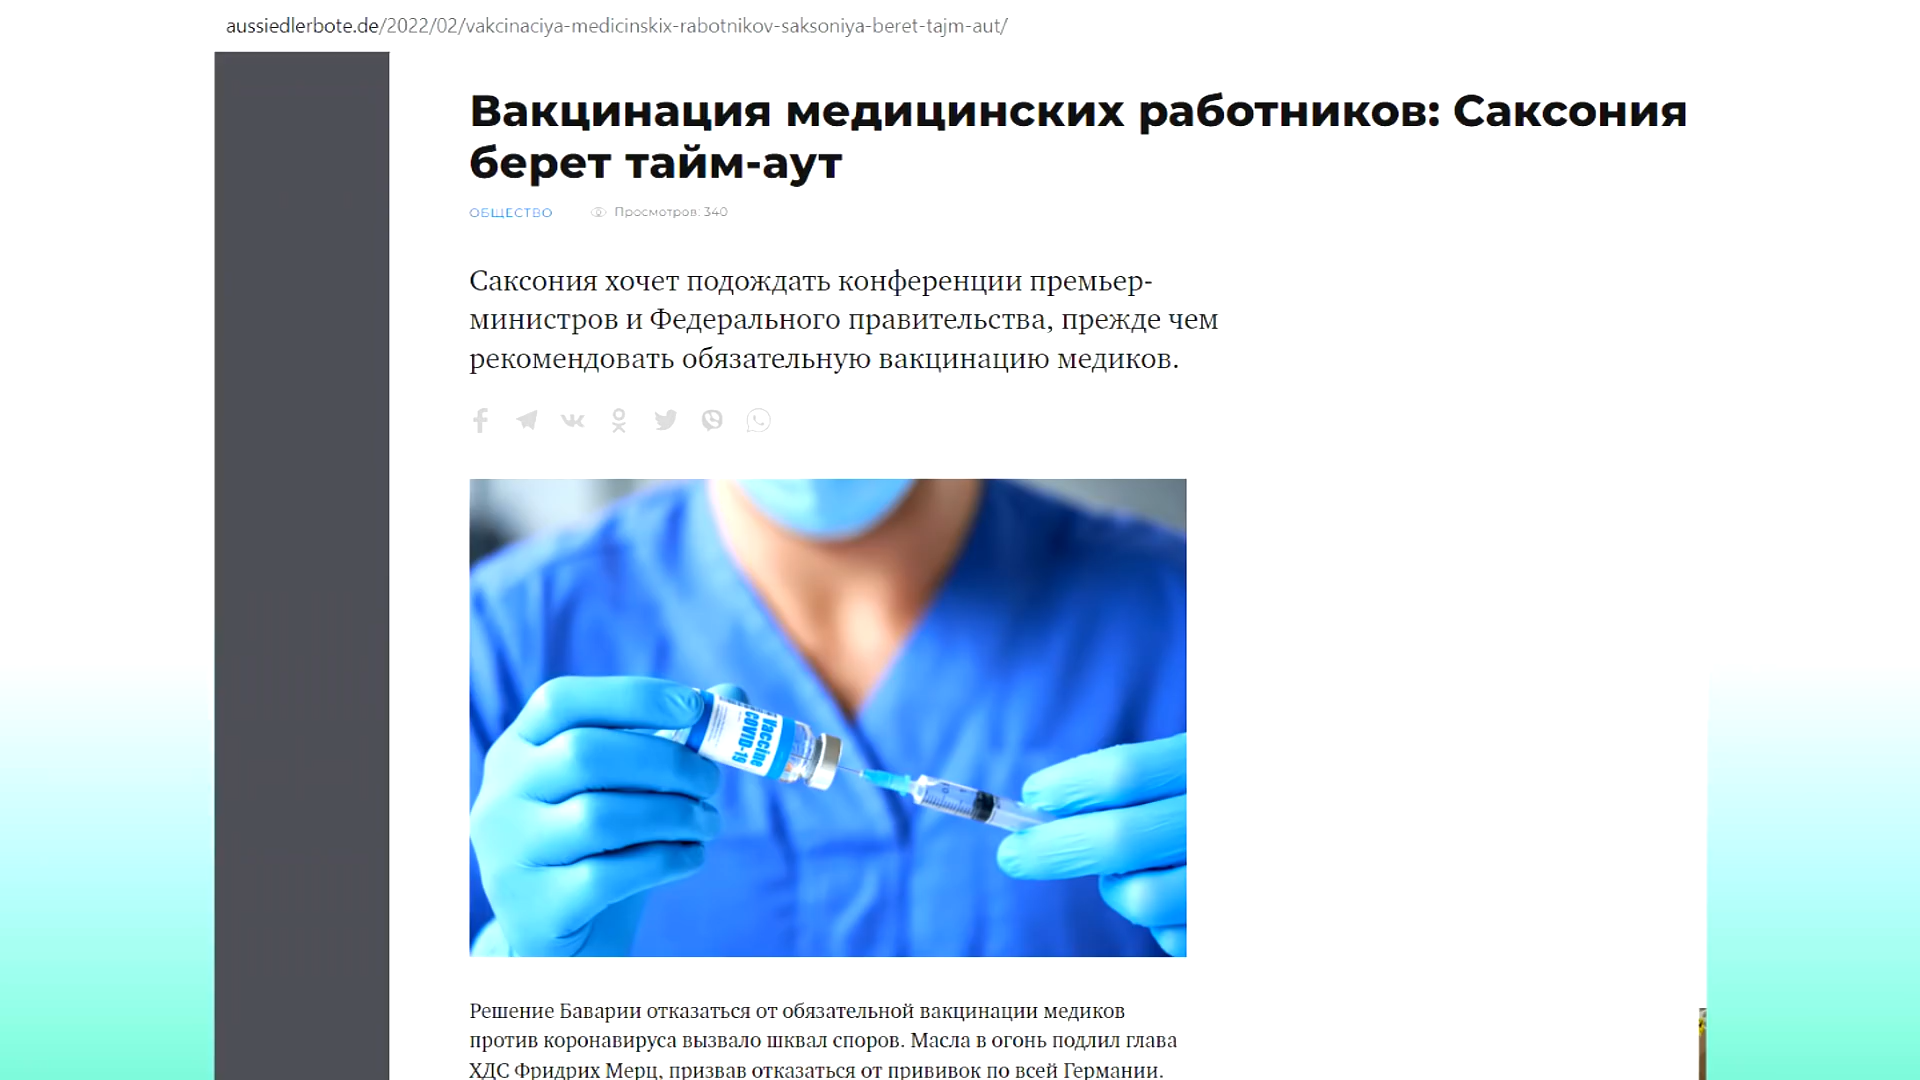 aussiedlerbote.de/2022/02/vakcinaciya-medicinskix-rabotnikov-saksoniya-beret-tajm-aut/
Вакцинация медицинских работников: Саксония
берет тайм-аут
ОБЩЕСТВО Просмотров: 340
Саксония хочет подождать конференции премьер-
министров и Федерального правительства, прежде чем
рекомендовать обязательную вакцинацию медиков.
Vaccine
COVID-19
Решение Баварии отказаться от обязательной вакцинации медиков
против коронавируса вызвало шквал споров. Масла в огонь подлил глава
ХДС Фридрих Мерц, призвав отказаться от прививок по всей Германии.